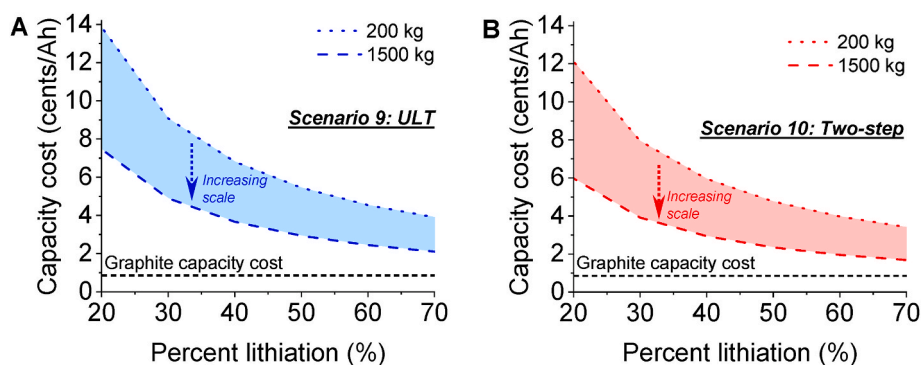 A
Capacity cost (cents/Ah)
14
12
10
8
6
4
2
0
200 kg
1500 kg
Scenario 9: ULT
Increasing
scale
Graphite capacity cost
20 30 40 50 60 70
Percent lithiation (%)
B
Capacity cost (cents/Ah)
14
12
10
8
6
4
2
0
200 kg
1500 kg
Scenario 10: Two-step
Increasing
scale
Graphite capacity cost
20 30 40 50 60 70
Percent lithiation (%)